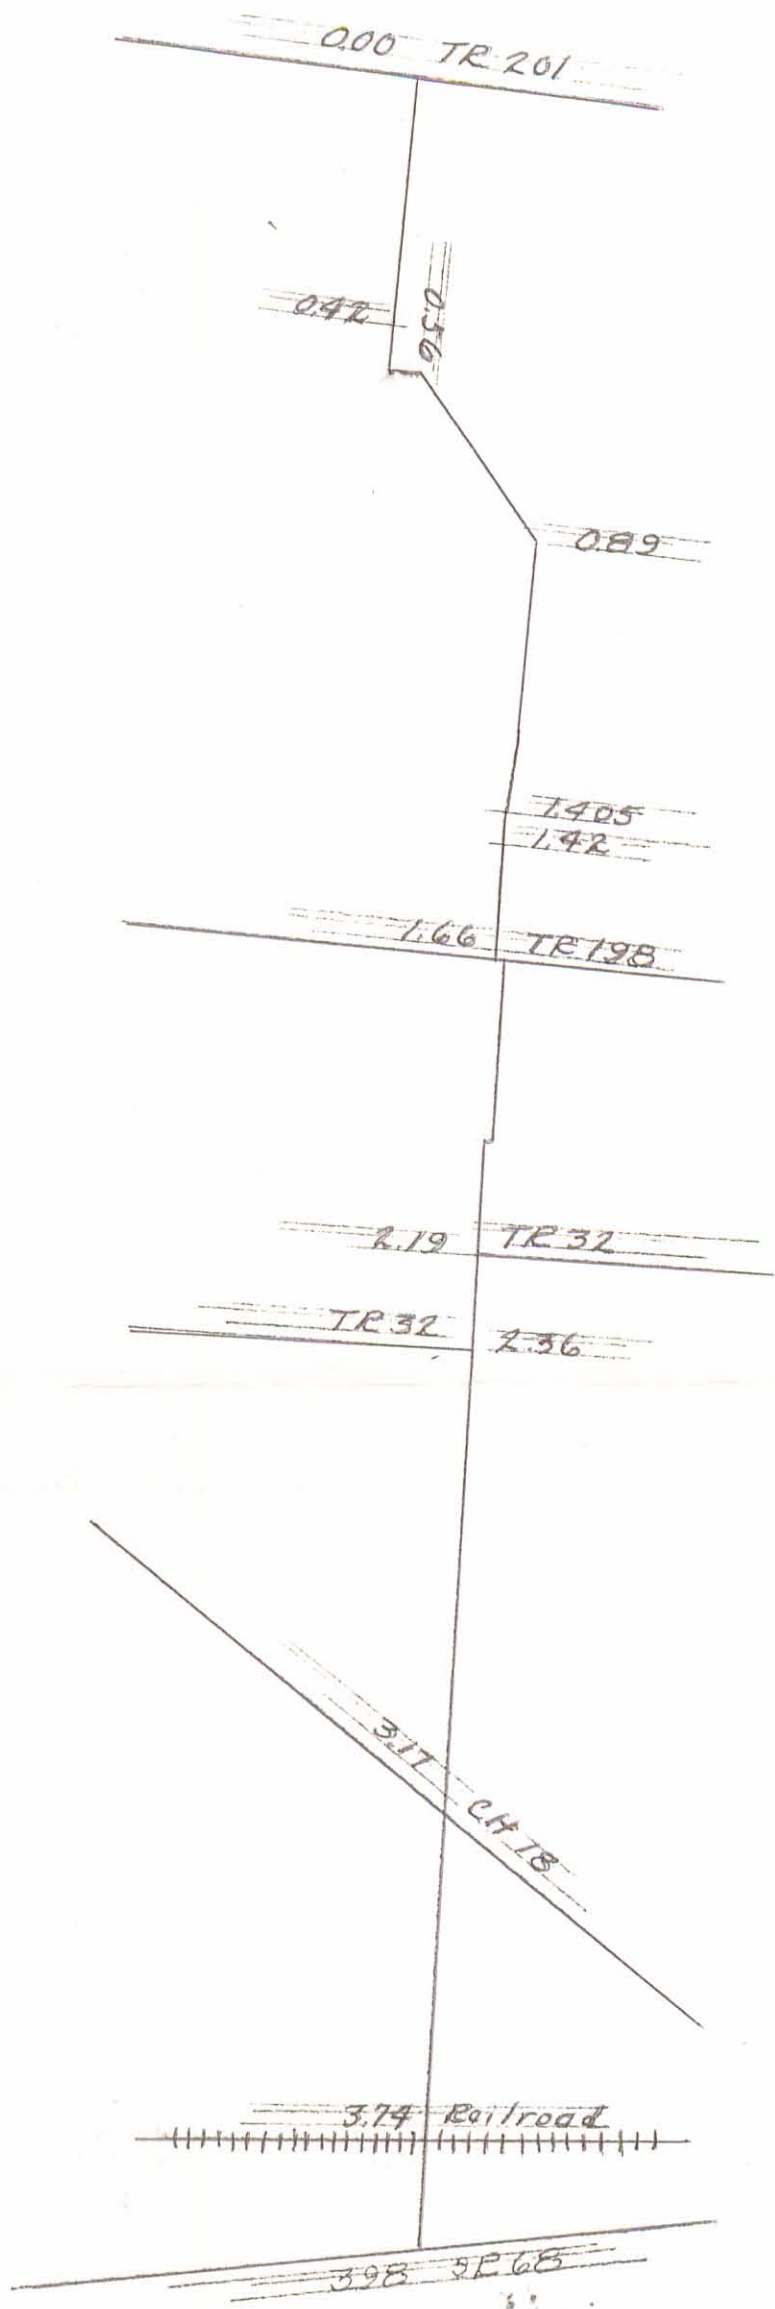 0.00 TR 201
0.42
0.56
0.89
1.405
1.42
1.66 TR 198
2.19 TR 32
TR 32 2.36
3.17 CH 18
3.74 Railroad
3.98 SR 68